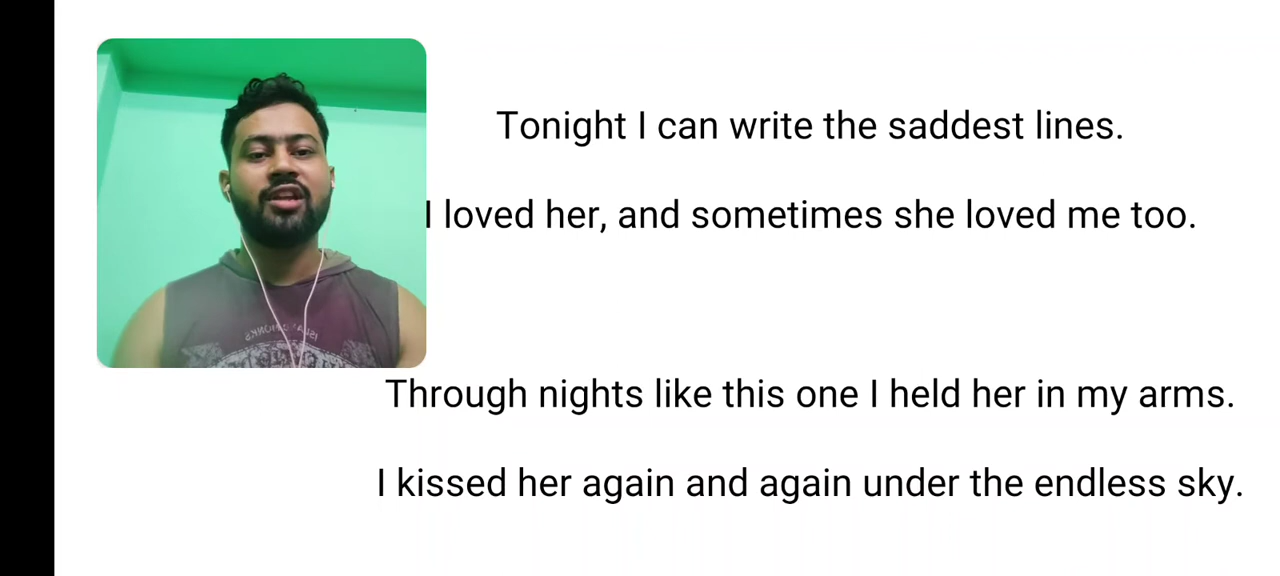 Tonight I can write the saddest lines.
I loved her, and sometimes she loved me too.
Through nights like this one I held her in my arms.
I kissed her again and again under the endless sky.